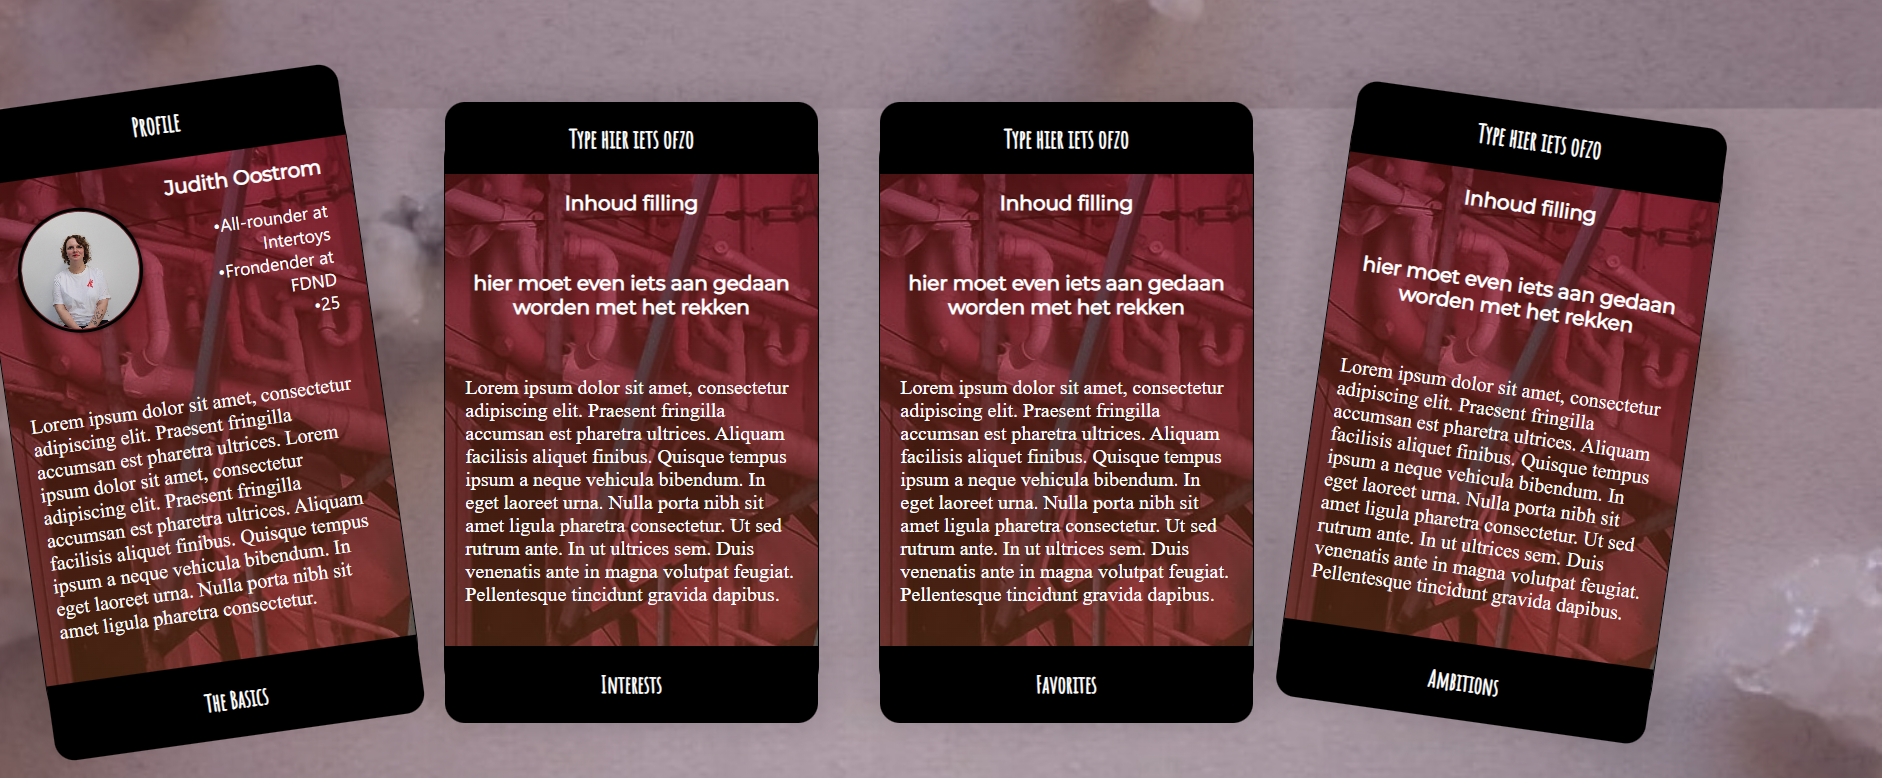 Profile
Judith Oostrom
•All-rounder at
Intertoys
•Frondender at
FDND
•25
Lorem ipsum dolor sit amet, consectetur
adipiscing elit. Praesent fringilla
accumsan est pharetra ultrices. Lorem
ipsum dolor sit amet, consectetur
adipiscing elit. Praesent fringilla
accumsan est pharetra ultrices. Aliquam
facilisis aliquet finibus. Quisque tempus
ipsum a neque vehicula bibendum. In
eget laoreet urna. Nulla porta nibh sit
amet ligula pharetra consectetur.
The Basics
Type hier iets ofzo
Inhoud filling
hier moet even iets aan gedaan
worden met het rekken
Lorem ipsum dolor sit amet, consectetur
adipiscing elit. Praesent fringilla
accumsan est pharetra ultrices. Aliquam
facilisis aliquet finibus. Quisque tempus
ipsum a neque vehicula bibendum. In
eget laoreet urna. Nulla porta nibh sit
amet ligula pharetra consectetur. Ut sed
rutrum ante. In ut ultrices sem. Duis
venenatis ante in magna volutpat feugiat.
Pellentesque tincidunt gravida dapibus.
Interests
Type hier iets ofzo
Inhoud filling
hier moet even iets aan gedaan
worden met het rekken
Lorem ipsum dolor sit amet, consectetur
adipiscing elit. Praesent fringilla
accumsan est pharetra ultrices. Aliquam
facilisis aliquet finibus. Quisque tempus
ipsum a neque vehicula bibendum. In
eget laoreet urna. Nulla porta nibh sit
amet ligula pharetra consectetur. Ut sed
rutrum ante. In ut ultrices sem. Duis
venenatis ante in magna volutpat feugiat.
Pellentesque tincidunt gravida dapibus.
Favorites
Type hier iets ofzo
Inhoud filling
hier moet even iets aan gedaan
worden met het rekken
Lorem ipsum dolor sit amet, consectetur
adipiscing elit. Praesent fringilla
accumsan est pharetra ultrices. Aliquam
facilisis aliquet finibus. Quisque tempus
ipsum a neque vehicula bibendum. In
eget laoreet urna. Nulla porta nibh sit
amet ligula pharetra consectetur. Ut sed
rutrum ante. In ut ultrices sem. Duis
venenatis ante in magna volutpat feugiat.
Pellentesque tincidunt gravida dapibus.
Ambitions